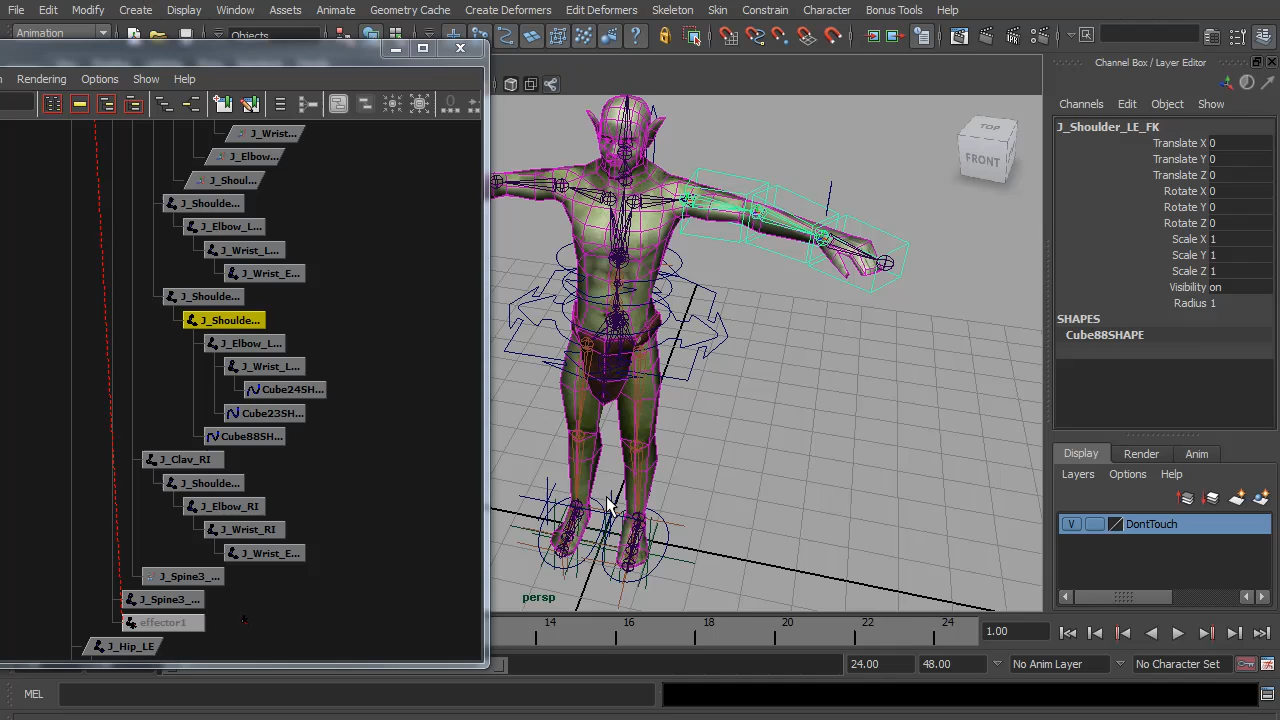 File Edit Modify Create Display Window Assets Animate Geometry Cache Create Deformers Edit Deformers Skeleton Skin Constrain Character Bonus Tools Help
Animation
Objects
Rendering Options Show Help
J_Wrist...
J_Elbow...
J_Shoul...
J_Shoulde...
J_Elbow_L...
J_Wrist_L...
J_Wrist_E...
J_Shoulde...
J_Shoulde...
J_Elbow_L...
J_Wrist_L...
Cube24SH...
Cube23SH...
Cube88SH...
J_Clav_RI
J_Shoulde...
J_Elbow_RI
J_Wrist_RI
J_Wrist_E...
J_Spine3_...
J_Spine3_...
effector1
J_Hip_LE
TOP
FRONT
persp
Channel Box / Layer Editor
Channels Edit Object Show
J_Shoulder_LE_FK
Translate X 0
Translate Y 0
Translate Z 0
Rotate X 0
Rotate Y 0
Rotate Z 0
Scale X 1
Scale Y 1
Scale Z 1
Visibility on
Radius 1
SHAPES
Cube88SHAPE
Display Render Anim
Layers Options Help
V DontTouch
14 16 18 20 22 24 1.00
24.00 48.00 No Anim Layer No Character Set
MEL